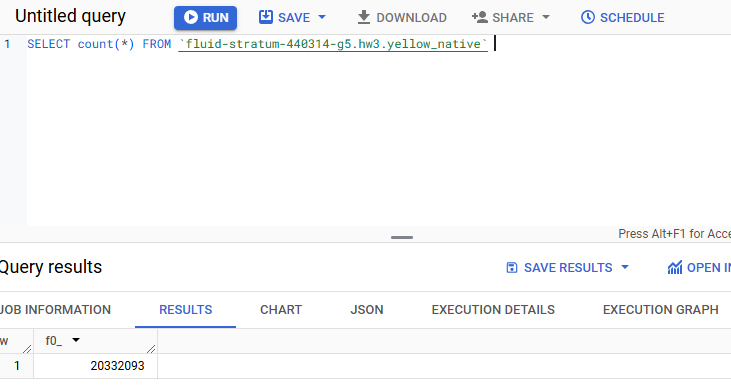 Untitled query RUN SAVE DOWNLOAD SHARE SCHEDULE
1 SELECT count(*) FROM `fluid-stratum-440314-g5.hw3.yellow_native`
Press Alt+F1 for Acce
Query results SAVE RESULTS OPEN IN
JOB INFORMATION RESULTS CHART JSON EXECUTION DETAILS EXECUTION GRAPH
w f0_
1 20332093